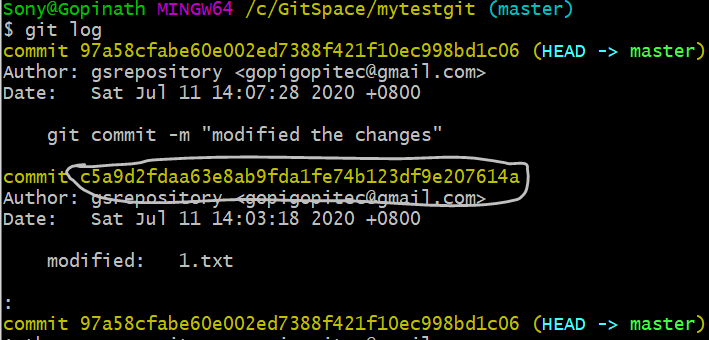 Sony@Gopinath MINGW64 /c/GitSpace/mytestgit (master)
$ git log
commit 97a58cfabe60e002ed7388f421f10ec998bd1c06 (HEAD -> master)
Author: gsrepository <gopigopitec@gmail.com>
Date:   Sat Jul 11 14:07:28 2020 +0800
git commit -m "modified the changes"
commit c5a9d2fdaa63e8ab9fda1fe74b123df9e207614a
Author: gsrepository <gopigopitec@gmail.com>
Date:   Sat Jul 11 14:03:18 2020 +0800
modified:   1.txt
:
commit 97a58cfabe60e002ed7388f421f10ec998bd1c06 (HEAD -> master)